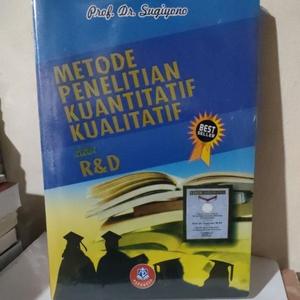 Prof. Dr. Sugiyono
METODE
PENELITIAN
KUANTITATIF
KUALITATIF
dan
R&D
BEST
SELLER